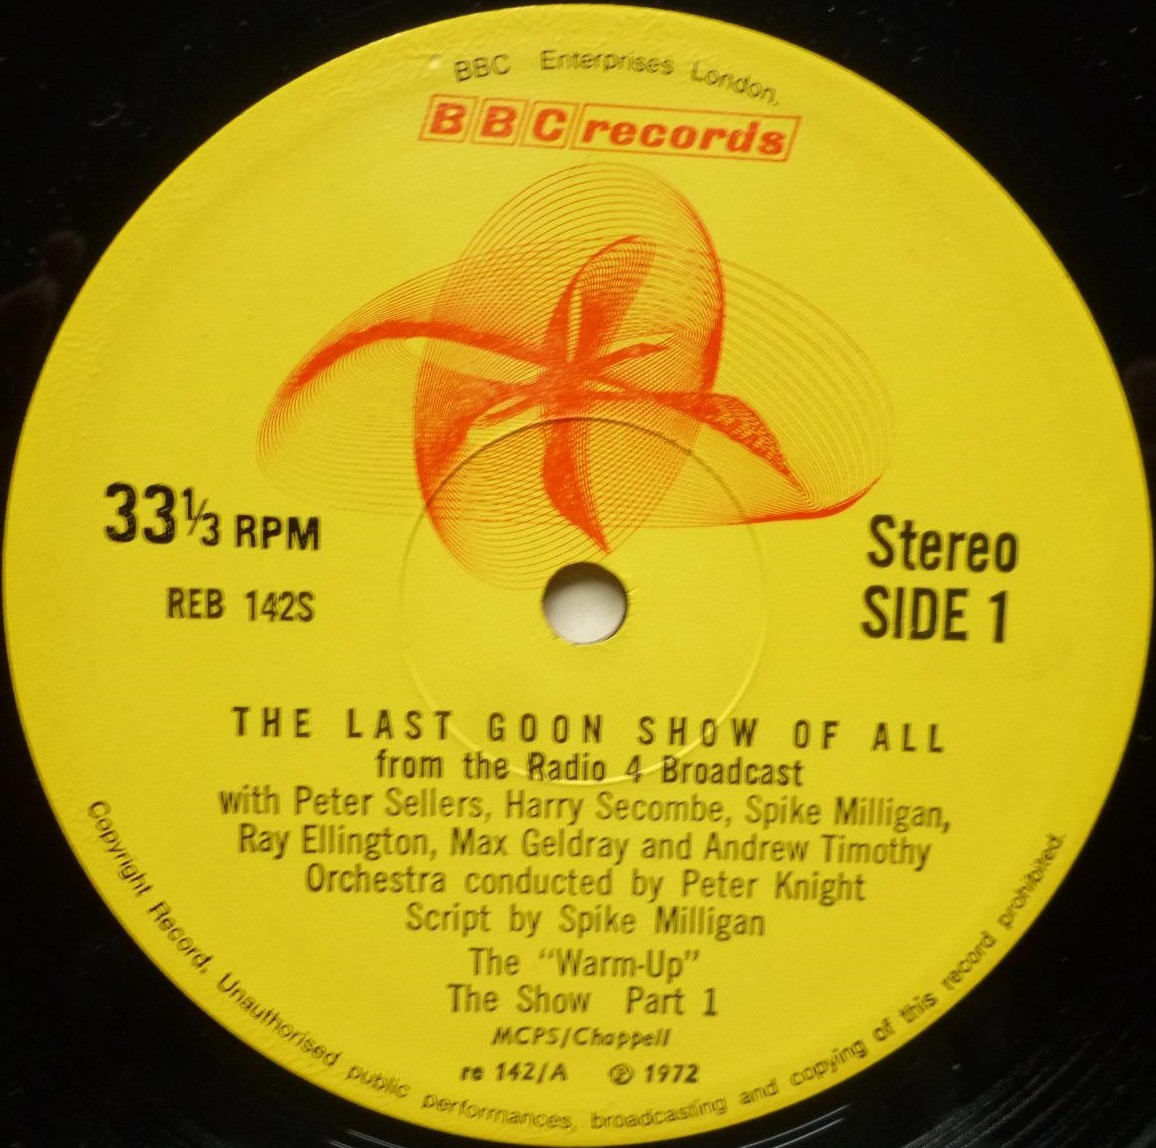 BBC Enterprises London.
BBC records
33⅓ RPM
REB 142S
Stereo
SIDE 1
THE LAST GOON SHOW OF ALL
from the Radio 4 Broadcast
with Peter Sellers, Harry Secombe, Spike Milligan,
Ray Ellington, Max Geldray and Andrew Timothy
Orchestra conducted by Peter Knight
Script by Spike Milligan
The “Warm-Up”
The Show Part 1
MCPS/Chappell
re 142/A ℗ 1972
Copyright Record. Unauthorised public performances, broadcasting and copying of this record prohibited.